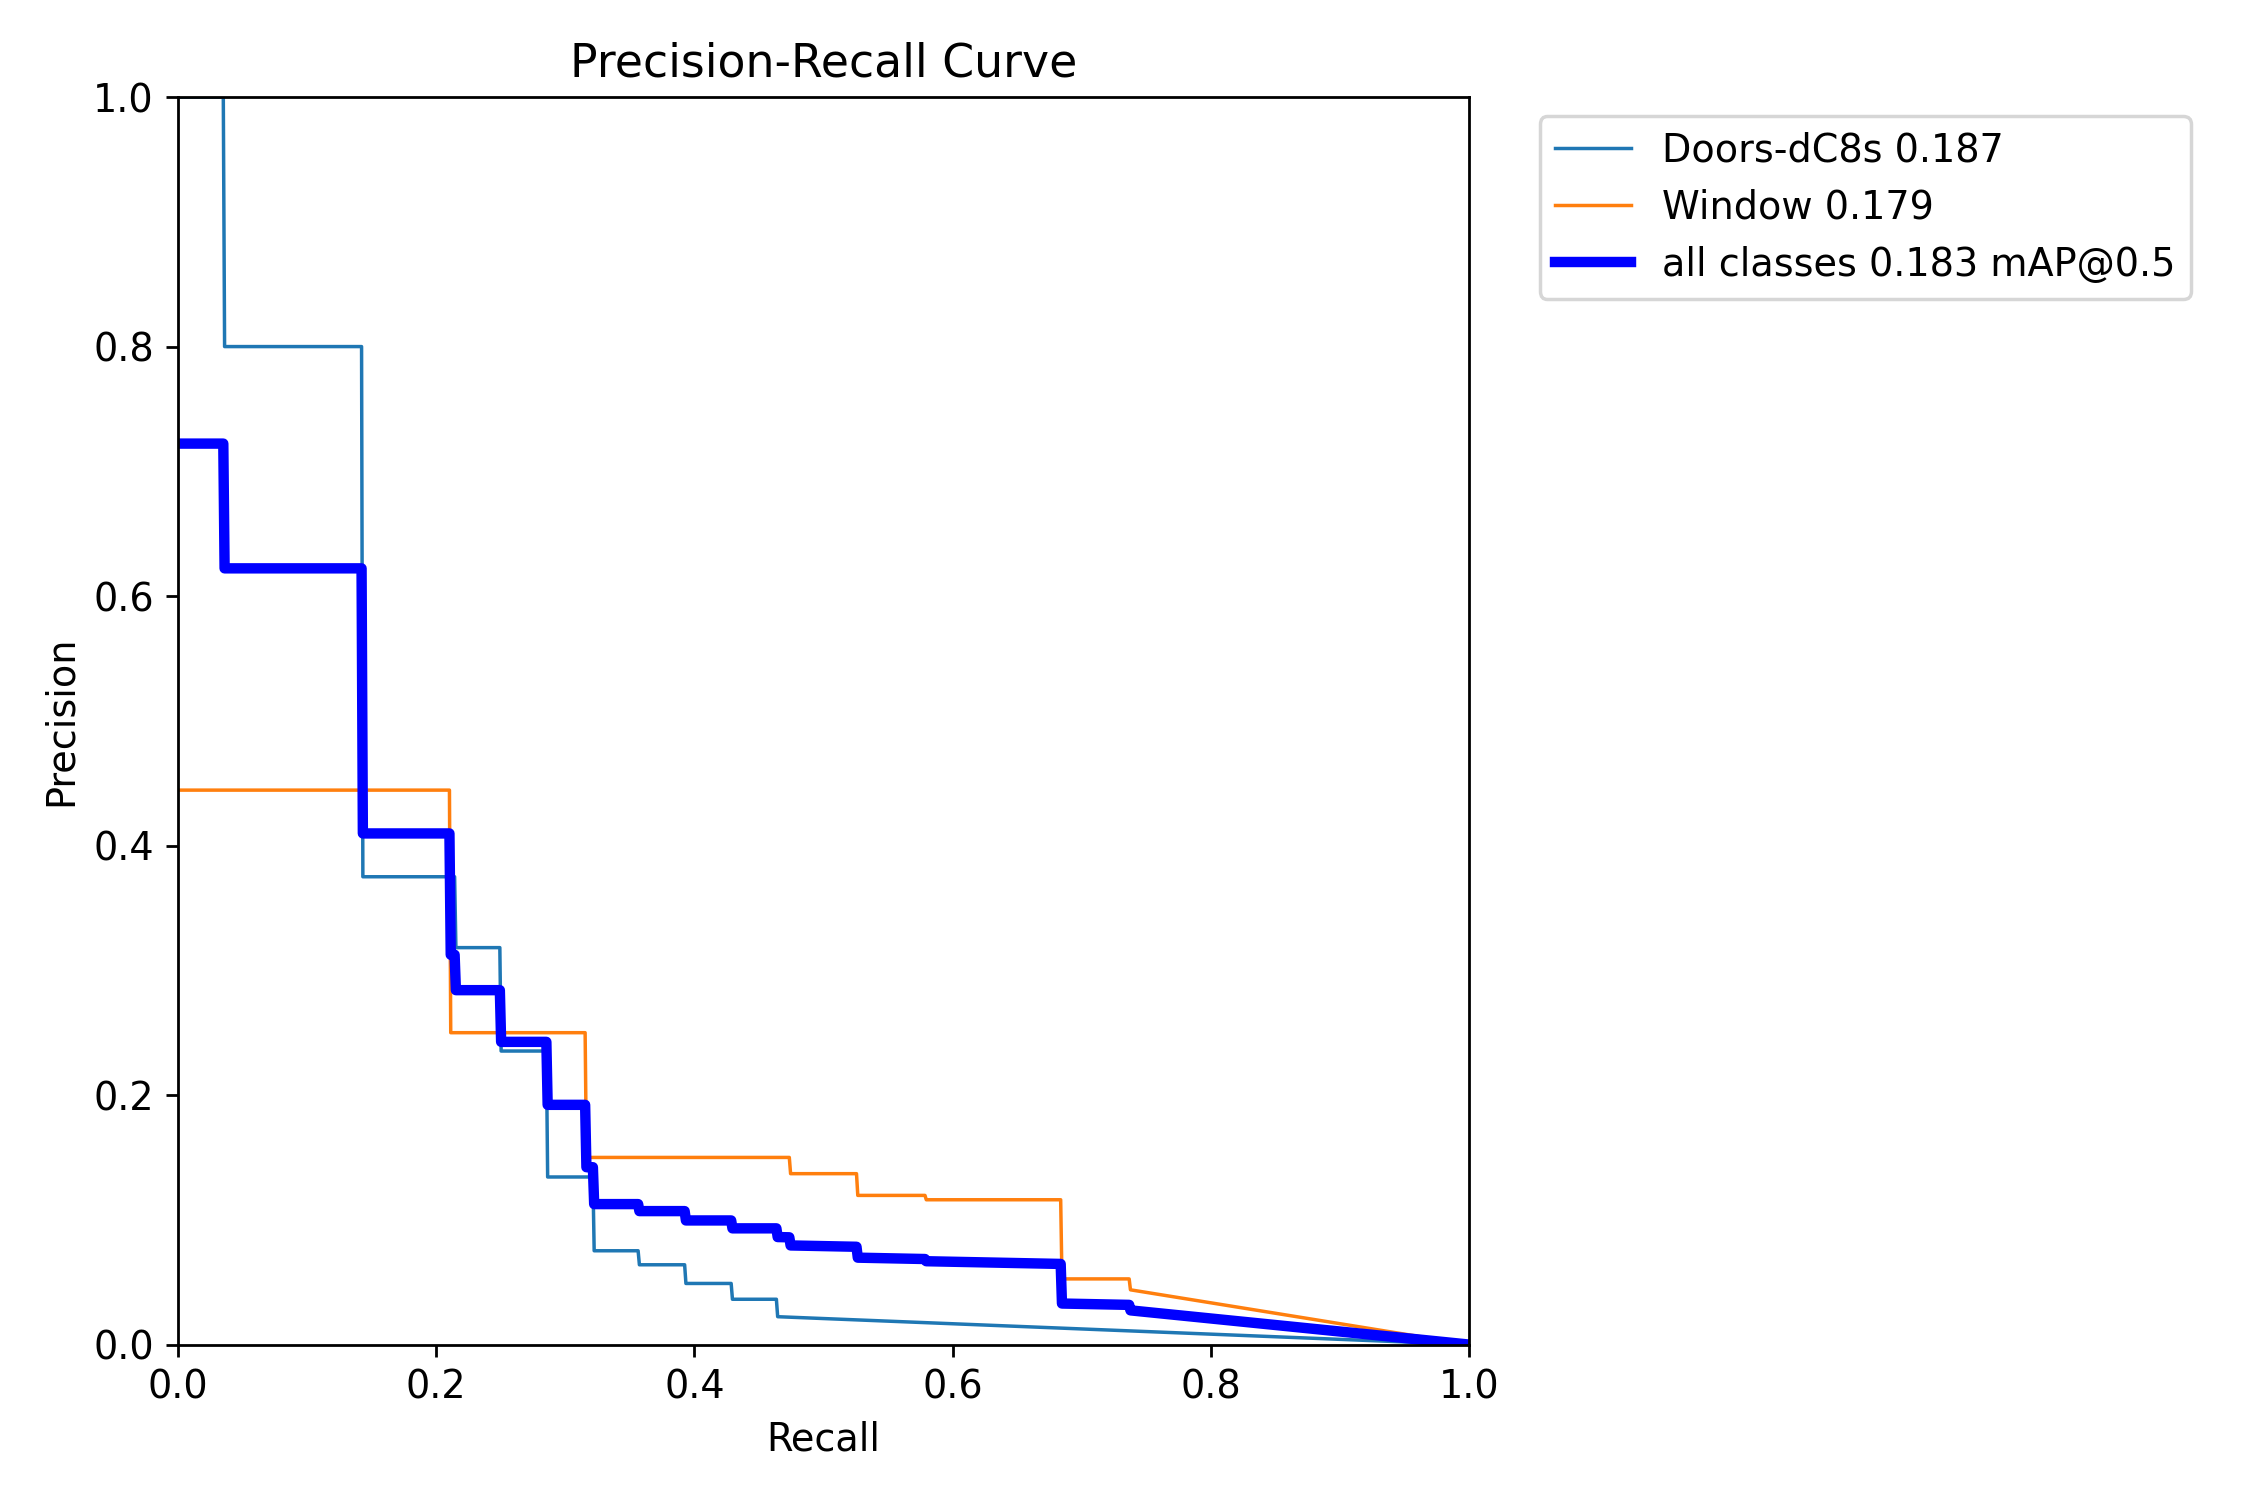 Precision-Recall Curve
1.0
0.8
0.6
0.4
0.2
0.0
Precision
0.0 0.2 0.4 0.6 0.8 1.0
Recall
Doors-dC8s 0.187
Window 0.179
all classes 0.183 mAP@0.5